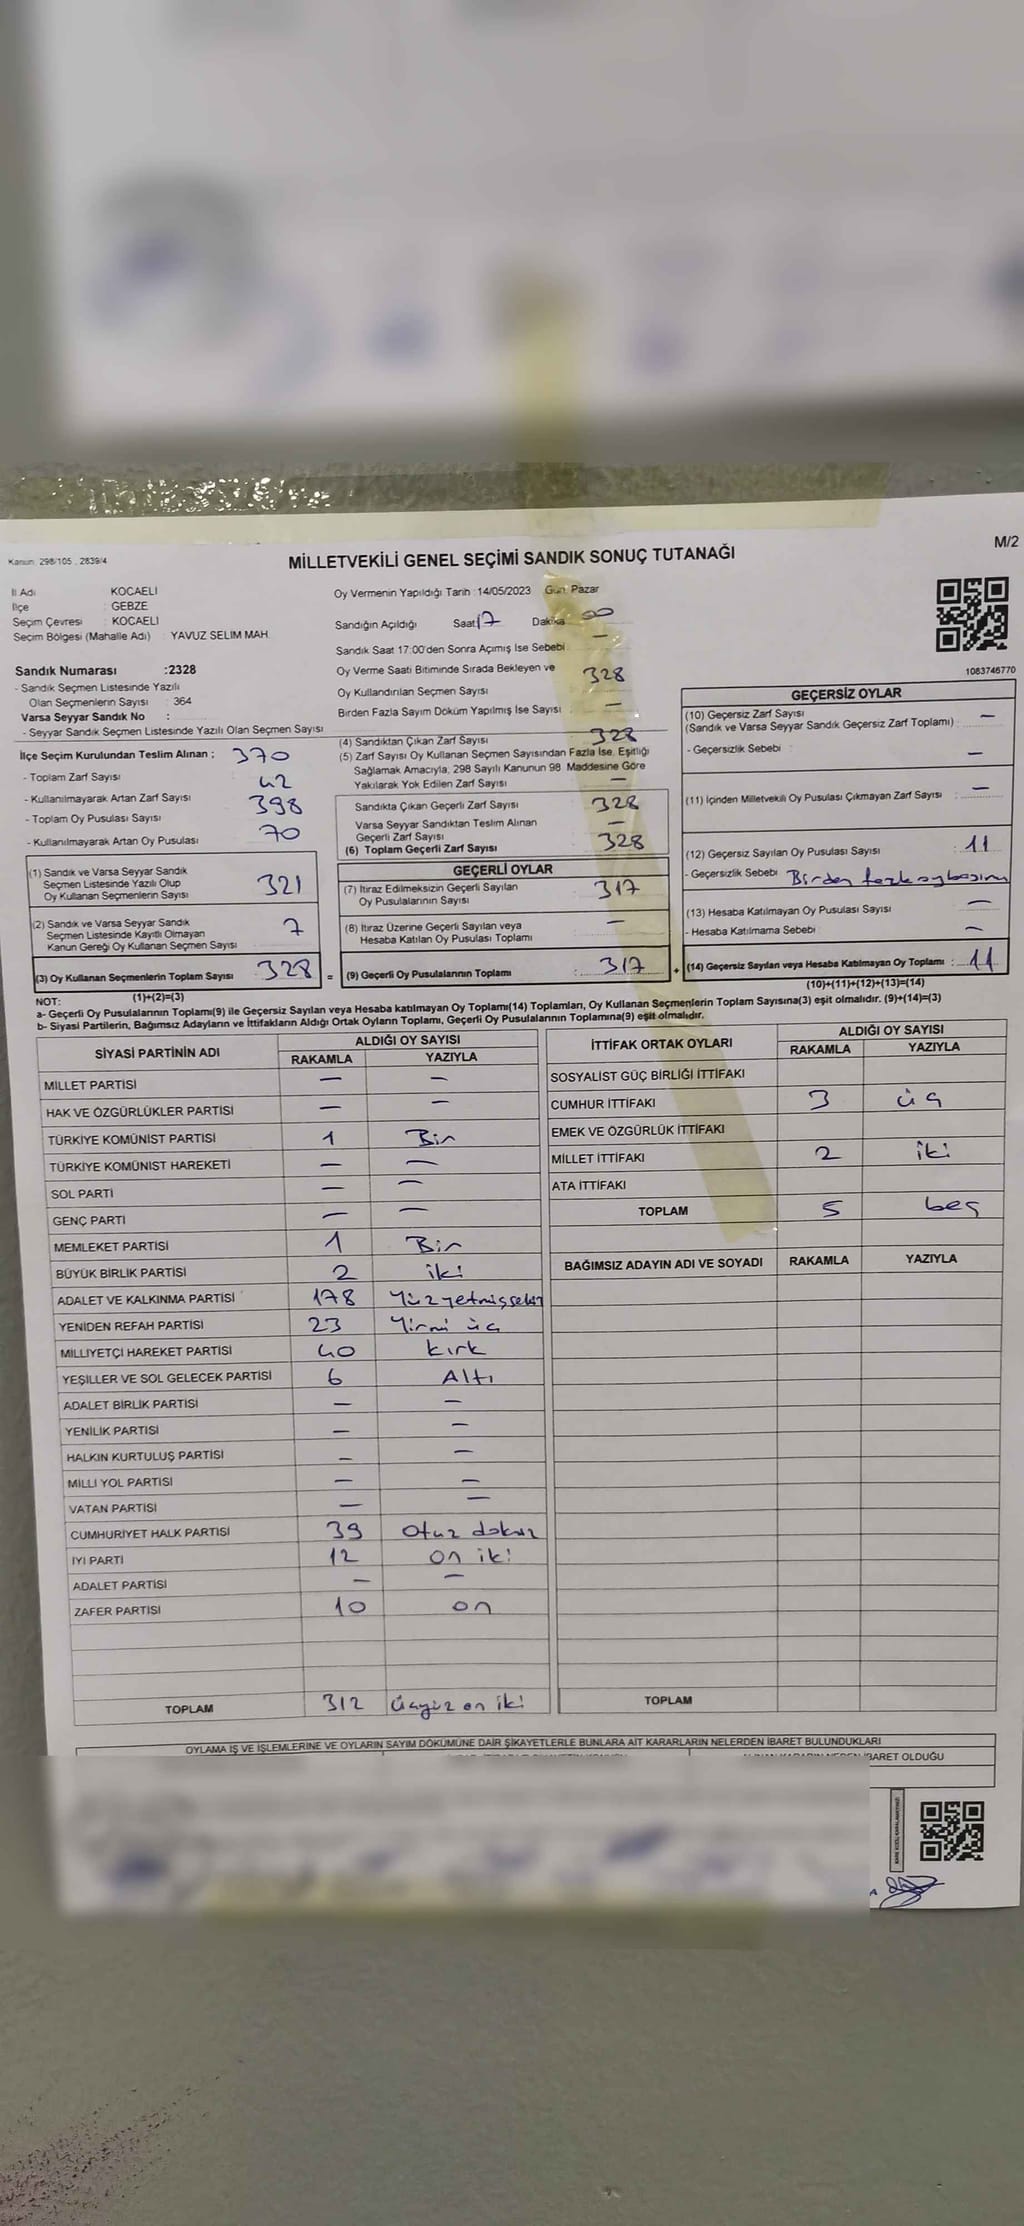 Kanun: 298/105 , 2839/4
MİLLETVEKİLİ GENEL SEÇİMİ SANDIK SONUÇ TUTANAĞI
M/2
İl Adı KOCAELİ
İlçe : GEBZE
Seçim Çevresi : KOCAELİ
Seçim Bölgesi (Mahalle Adı) : YAVUZ SELIM MAH.
Sandık Numarası :2328
- Sandık Seçmen Listesinde Yazılı
Olan Seçmenlerin Sayısı : 364
Varsa Seyyar Sandık No :
- Seyyar Sandık Seçmen Listesinde Yazılı Olan Seçmen Sayısı
İlçe Seçim Kurulundan Teslim Alınan : 370
- Toplam Zarf Sayısı
- Kullanılmayarak Artan Zarf Sayısı 42
- Toplam Oy Pusulası Sayısı 398
- Kullanılmayarak Artan Oy Pusulası 70
(1) Sandık ve Varsa Seyyar Sandık
Seçmen Listesinde Yazılı Olup
Oy Kullanan Seçmenlerin Sayısı 321
(2) Sandık ve Varsa Seyyar Sandık
Seçmen Listesinde Kayıtlı Olmayan
Kanun Gereği Oy Kullanan Seçmen Sayısı 7
(3) Oy Kullanan Seçmenlerin Toplam Sayısı 328 =
(1)+(2)=(3)
Oy Vermenin Yapıldığı Tarih :14/05/2023 Gün: Pazar
Sandığın Açıldığı Saat 17 Dakika 00
Sandık Saat 17:00'den Sonra Açımış İse Sebebi : —
Oy Verme Saati Bitiminde Sırada Bekleyen ve
Oy Kullandırılan Seçmen Sayısı 328
Birden Fazla Sayım Döküm Yapılmış İse Sayısı : —
(4) Sandıktan Çıkan Zarf Sayısı 328
(5) Zarf Sayısı Oy Kullanan Seçmen Sayısından Fazla İse, Eşitliği
Sağlamak Amacıyla, 298 Sayılı Kanunun 98. Maddesine Göre
Yakılarak Yok Edilen Zarf Sayısı —
Sandıkta Çıkan Geçerli Zarf Sayısı 328
Varsa Seyyar Sandıktan Teslim Alınan
Geçerli Zarf Sayısı —
(6) Toplam Geçerli Zarf Sayısı 328
GEÇERLİ OYLAR
(7) İtiraz Edilmeksizin Geçerli Sayılan
Oy Pusulalarının Sayısı 317
(8) İtiraz Üzerine Geçerli Sayılan veya
Hesaba Katılan Oy Pusulası Toplamı —
(9) Geçerli Oy Pusulalarının Toplamı : 317 +
1083746770
GEÇERSİZ OYLAR
(10) Geçersiz Zarf Sayısı —
(Sandık ve Varsa Seyyar Sandık Geçersiz Zarf Toplamı)
- Geçersizlik Sebebi : —
(11) İçinden Milletvekili Oy Pusulası Çıkmayan Zarf Sayısı —
(12) Geçersiz Sayılan Oy Pusulası Sayısı : 11
- Geçersizlik Sebebi Birden fazla oy basımı
(13) Hesaba Katılmayan Oy Pusulası Sayısı —
- Hesaba Katılmama Sebebi : —
(14) Geçersiz Sayılan veya Hesaba Katılmayan Oy Toplamı : 11
(10)+(11)+(12)+(13)=(14)
NOT:
a- Geçerli Oy Pusulalarının Toplamı(9) ile Geçersiz Sayılan veya Hesaba katılmayan Oy Toplamı(14) Toplamları, Oy Kullanan Seçmenlerin Toplam Sayısına(3) eşit olmalıdır. (9)+(14)=(3)
b- Siyasi Partilerin, Bağımsız Adayların ve İttifakların Aldığı Ortak Oyların Toplamı, Geçerli Oy Pusulalarının Toplamına(9) eşit olmalıdır.
SİYASİ PARTİNİN ADI ALDIĞI OY SAYISI
RAKAMLA YAZIYLA
MİLLET PARTİSİ — —
HAK VE ÖZGÜRLÜKLER PARTİSİ — —
TÜRKİYE KOMÜNİST PARTİSİ 1 Bir
TÜRKİYE KOMÜNİST HAREKETİ — —
SOL PARTİ — —
GENÇ PARTİ — —
MEMLEKET PARTİSİ 1 Bir
BÜYÜK BİRLİK PARTİSİ 2 iki
ADALET VE KALKINMA PARTİSİ 178 Yüzyetmişsekiz
YENİDEN REFAH PARTİSİ 23 Yirmi üç
MİLLİYETÇİ HAREKET PARTİSİ 40 kırk
YEŞİLLER VE SOL GELECEK PARTİSİ 6 Altı
ADALET BİRLİK PARTİSİ — —
YENİLİK PARTİSİ — —
HALKIN KURTULUŞ PARTİSİ — —
MİLLİ YOL PARTİSİ — —
VATAN PARTİSİ — —
CUMHURİYET HALK PARTİSİ 39 Otuz dokuz
İYİ PARTİ 12 on iki
ADALET PARTİSİ — —
ZAFER PARTİSİ 10 on
TOPLAM 312 üçyüz on iki
İTTİFAK ORTAK OYLARI ALDIĞI OY SAYISI
RAKAMLA YAZIYLA
SOSYALİST GÜÇ BİRLİĞİ İTTİFAKI
CUMHUR İTTİFAKI 3 üç
EMEK VE ÖZGÜRLÜK İTTİFAKI
MİLLET İTTİFAKI 2 iki
ATA İTTİFAKI
TOPLAM 5 beş
BAĞIMSIZ ADAYIN ADI VE SOYADI RAKAMLA YAZIYLA
TOPLAM
OYLAMA İŞ VE İŞLEMLERİNE VE OYLARIN SAYIM DÖKÜMÜNE DAİR ŞİKAYETLERLE BUNLARA AİT KARARLARIN NELERDEN İBARET BULUNDUKLARI
İBARET OLDUĞU